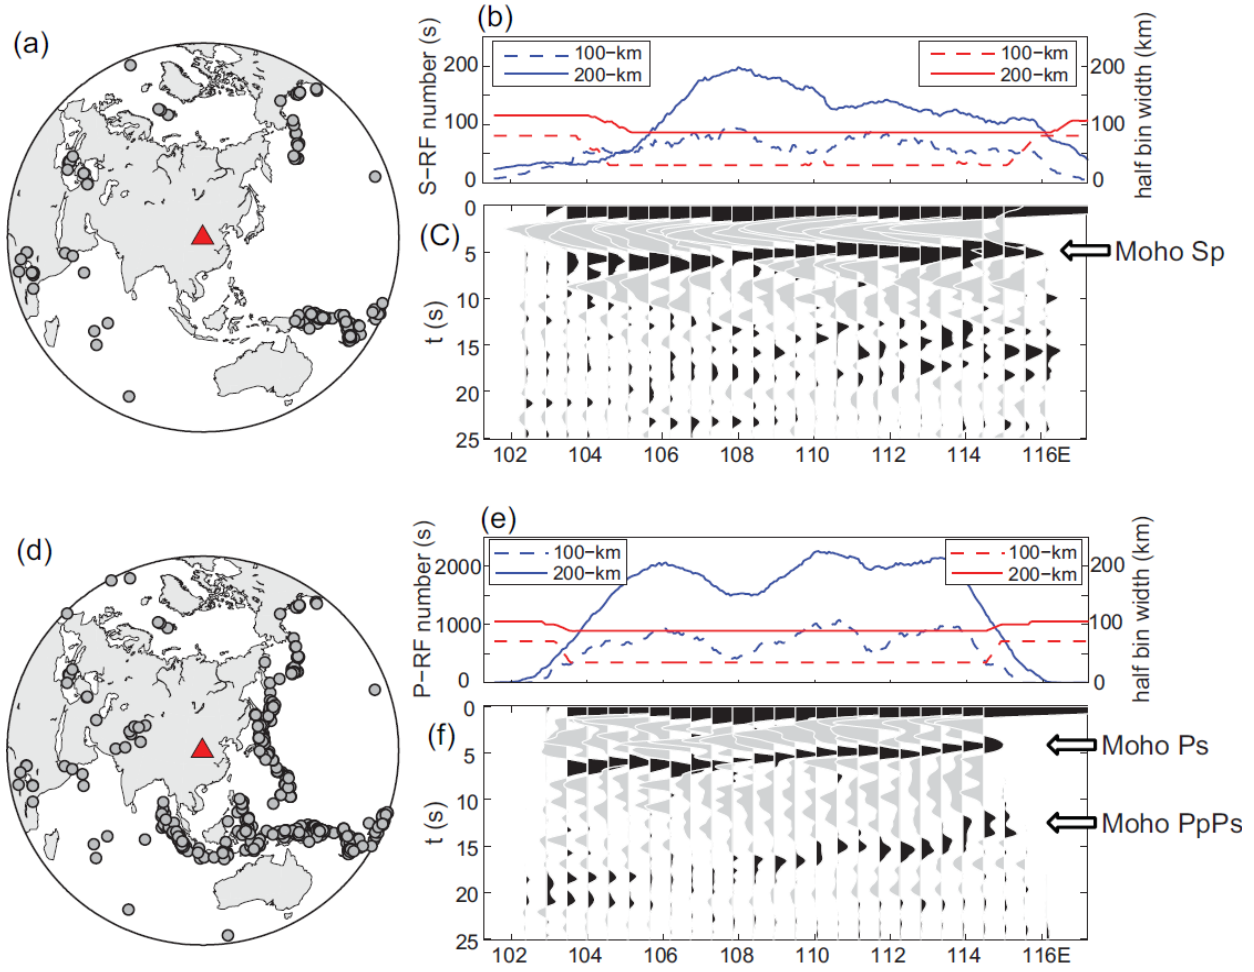 (a)
(b)
S-RF number (s)
200
100
0
100-km
200-km
100-km
200-km
200
100
0
half bin width (km)
(C)
t (s)
0
5
10
15
20
25
102 104 106 108 110 112 114 116E
Moho Sp
(d)
(e)
P-RF number (s)
2000
1000
0
100-km
200-km
100-km
200-km
200
100
0
half bin width (km)
(f)
t (s)
0
5
10
15
20
25
102 104 106 108 110 112 114 116E
Moho Ps
Moho PpPs